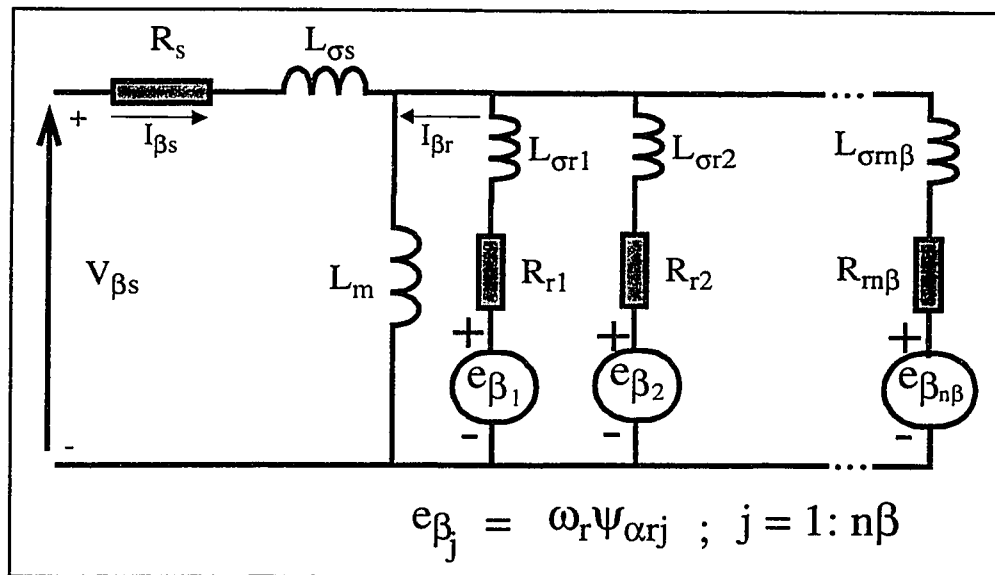 R_s
L_σs
+
I_βs
I_βr
L_σr1
L_σr2
...
L_σrnβ
V_βs
L_m
R_r1
R_r2
R_rnβ
+
+
+
e_β1
e_β2
e_βnβ
-
-
-
-
...
e_βj = ω_r ψ_αrj ; j = 1: nβ